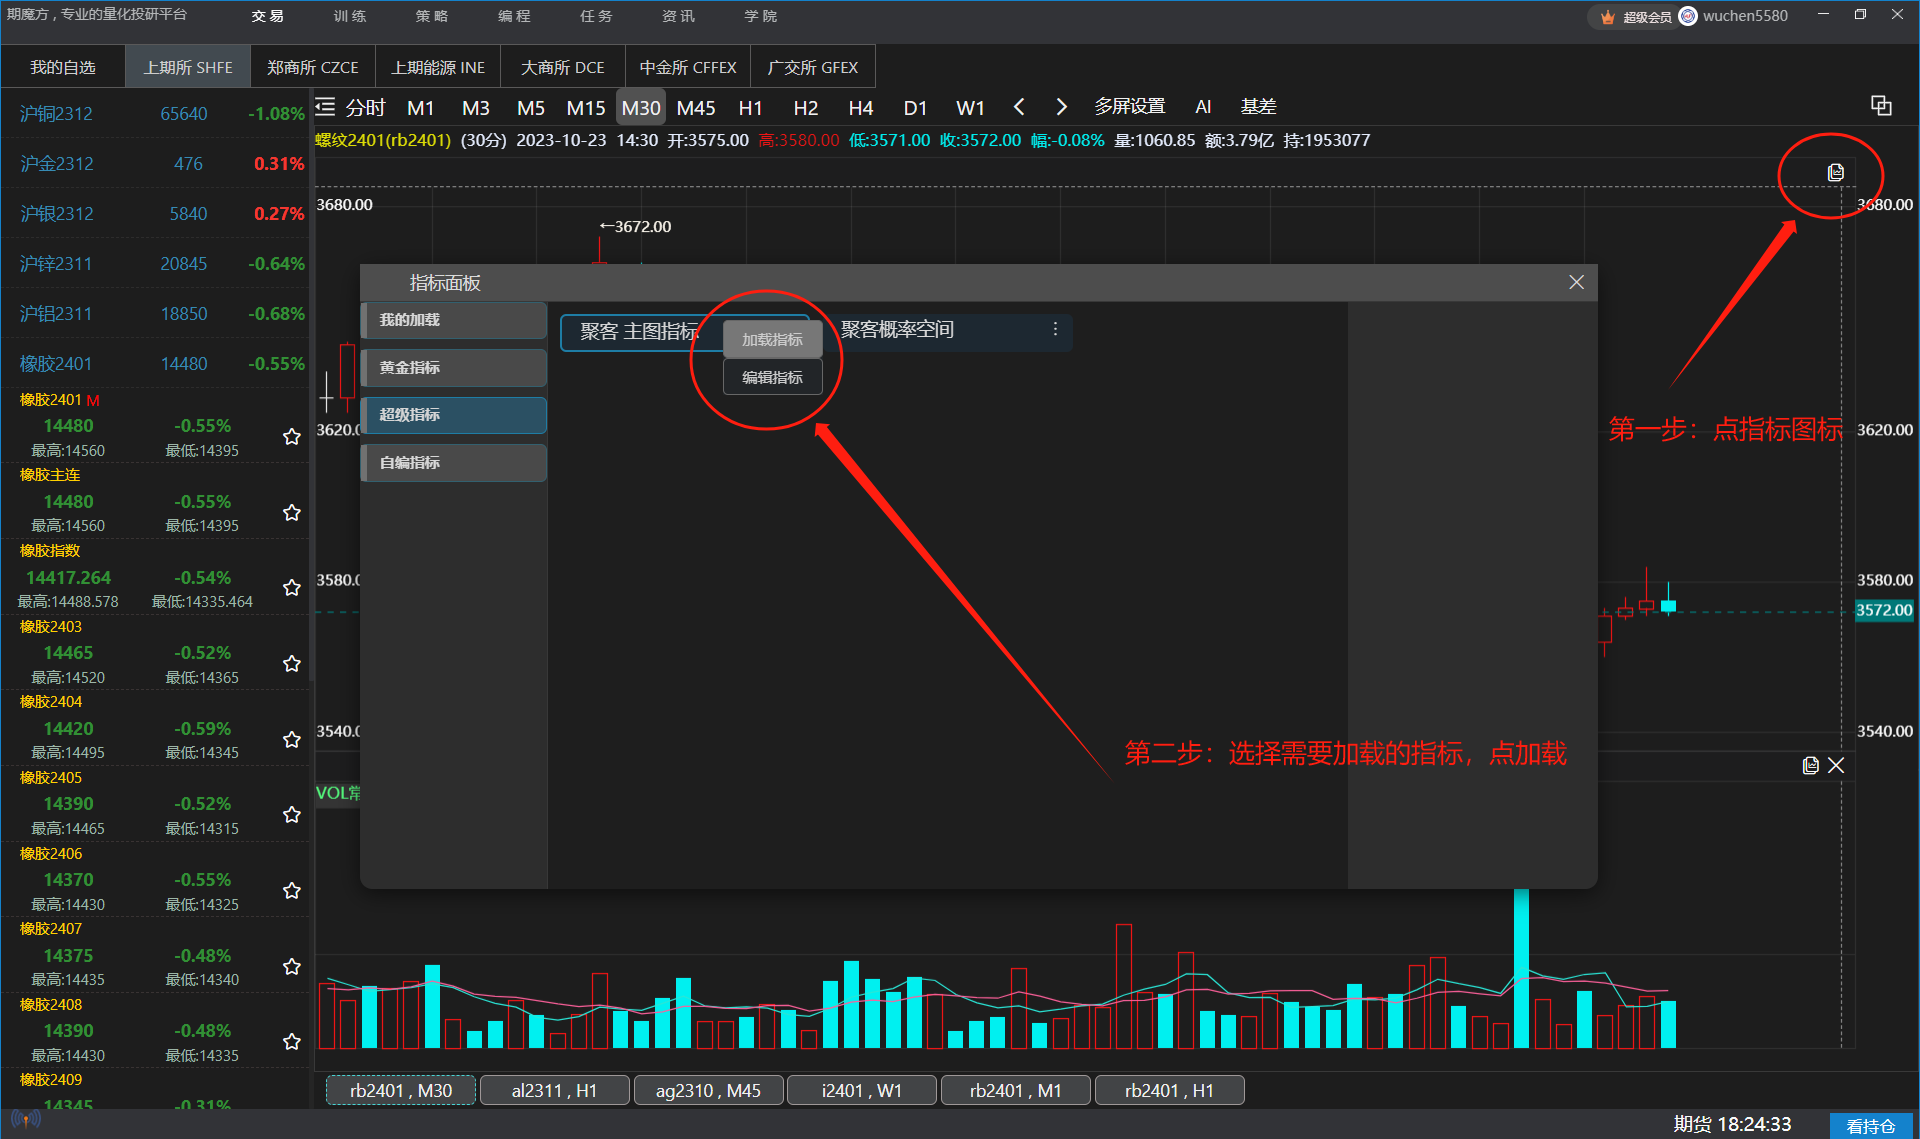 期魔方 , 专业的量化投研平台
交 易
训 练
策 略
编 程
任 务
资 讯
学 院
超级会员
wuchen5580
我的自选
上期所 SHFE
郑商所 CZCE
上期能源 INE
大商所 DCE
中金所 CFFEX
广交所 GFEX
分时 M1 M3 M5 M15 M30 M45 H1 H2 H4 D1 W1 多屏设置 AI 基差
螺纹2401(rb2401) (30分) 2023-10-23 14:30 开:3575.00 高:3580.00 低:3571.00 收:3572.00 幅:-0.08% 量:1060.85 额:3.79亿 持:1953077
沪铜2312 65640 -1.08%
沪金2312 476 0.31%
沪银2312 5840 0.27%
沪锌2311 20845 -0.64%
沪铝2311 18850 -0.68%
橡胶2401 14480 -0.55%
橡胶2401 M
14480 -0.55%
最高:14560 最低:14395
橡胶主连
14480 -0.55%
最高:14560 最低:14395
橡胶指数
14417.264 -0.54%
最高:14488.578 最低:14335.464
橡胶2403
14465 -0.52%
最高:14520 最低:14365
橡胶2404
14420 -0.59%
最高:14495 最低:14345
橡胶2405
14390 -0.52%
最高:14465 最低:14315
橡胶2406
14370 -0.55%
最高:14430 最低:14325
橡胶2407
14375 -0.48%
最高:14435 最低:14340
橡胶2408
14390 -0.48%
最高:14430 最低:14335
橡胶2409
14345 -0.31%
3680.00
←3672.00
3680.00
指标面板
我的加载
黄金指标
超级指标
自编指标
聚客 主图指标
加载指标
编辑指标
聚客概率空间
第一步：点指标图标
第二步：选择需要加载的指标，点加载
3620.0
3620.00
3580.0
3580.00
3572.00
3540.0
3540.00
VOL常
rb2401 , M30
al2311 , H1
ag2310 , M45
i2401 , W1
rb2401 , M1
rb2401 , H1
期货 18:24:33
看持仓